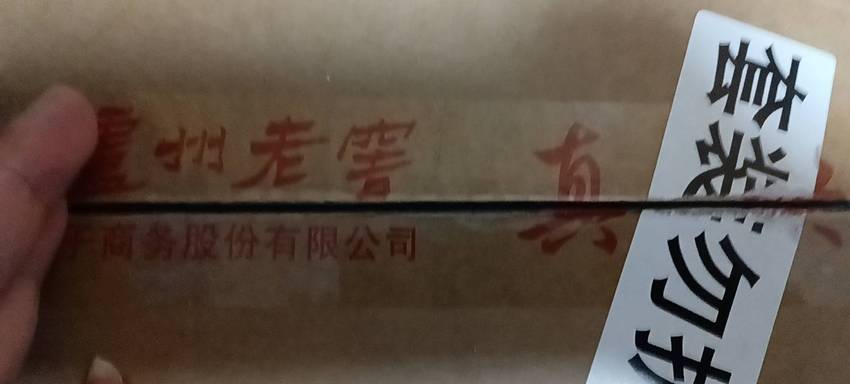 州老窖
商务股份有限公司
真
套装勿